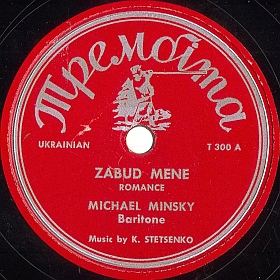 Трембіта
UKRAINIAN
T 300 A
ZABUD MENE
ROMANCE
MICHAEL MINSKY
Baritone
Music by K. STETSENKO